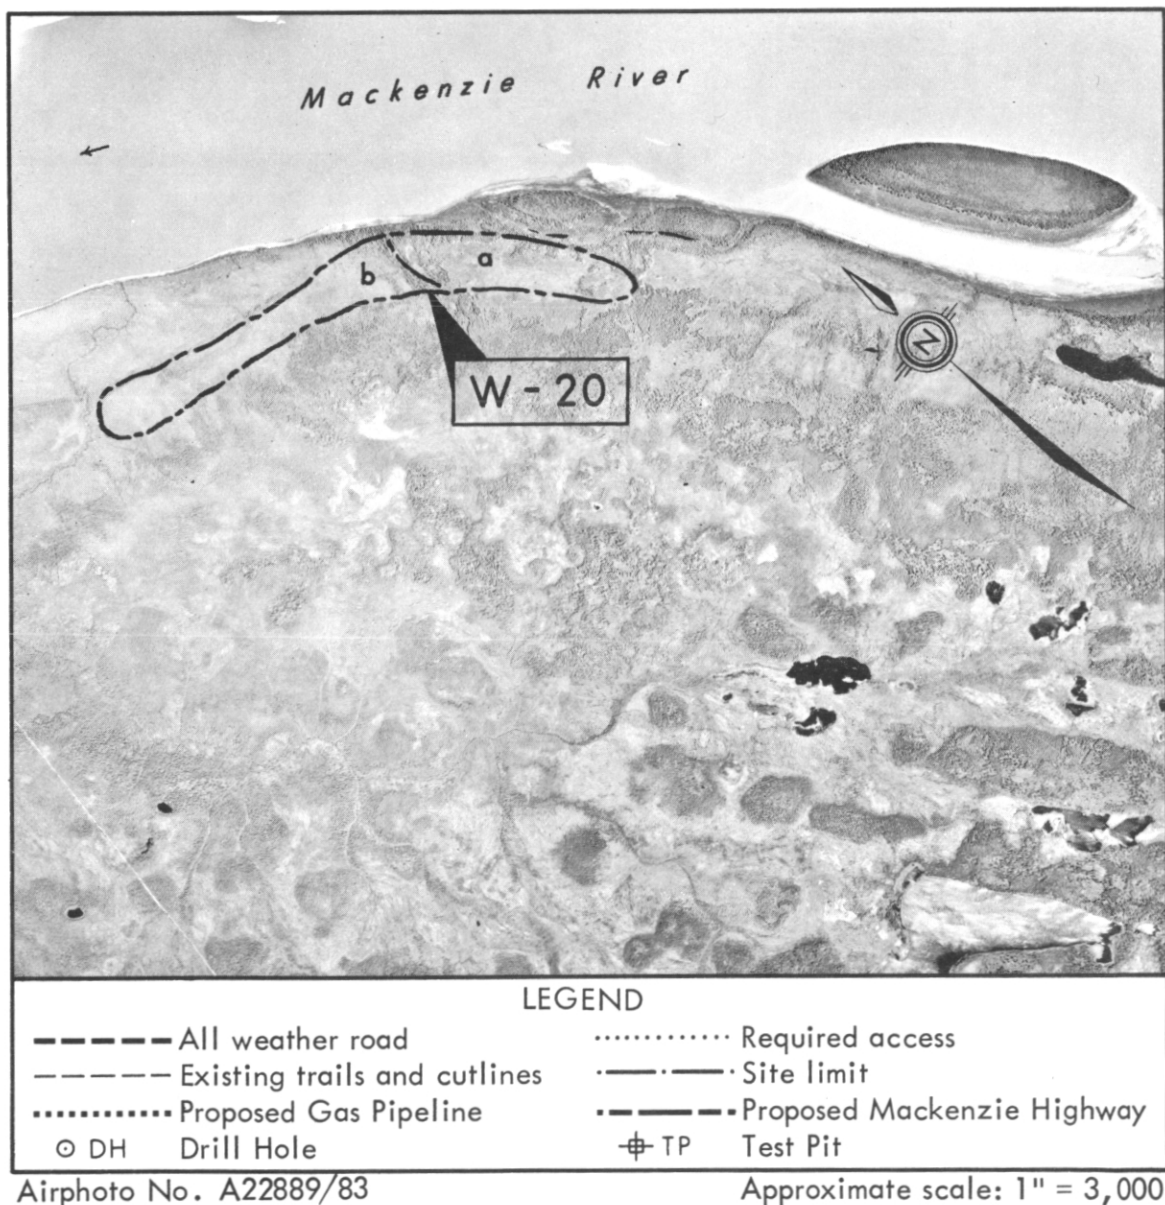 Mackenzie River
a
b
N
W - 20
LEGEND
All weather road
Required access
Existing trails and cutlines
Site limit
Proposed Gas Pipeline
Proposed Mackenzie Highway
DH Drill Hole
TP Test Pit
Airphoto No. A22889/83
Approximate scale: 1" = 3,000